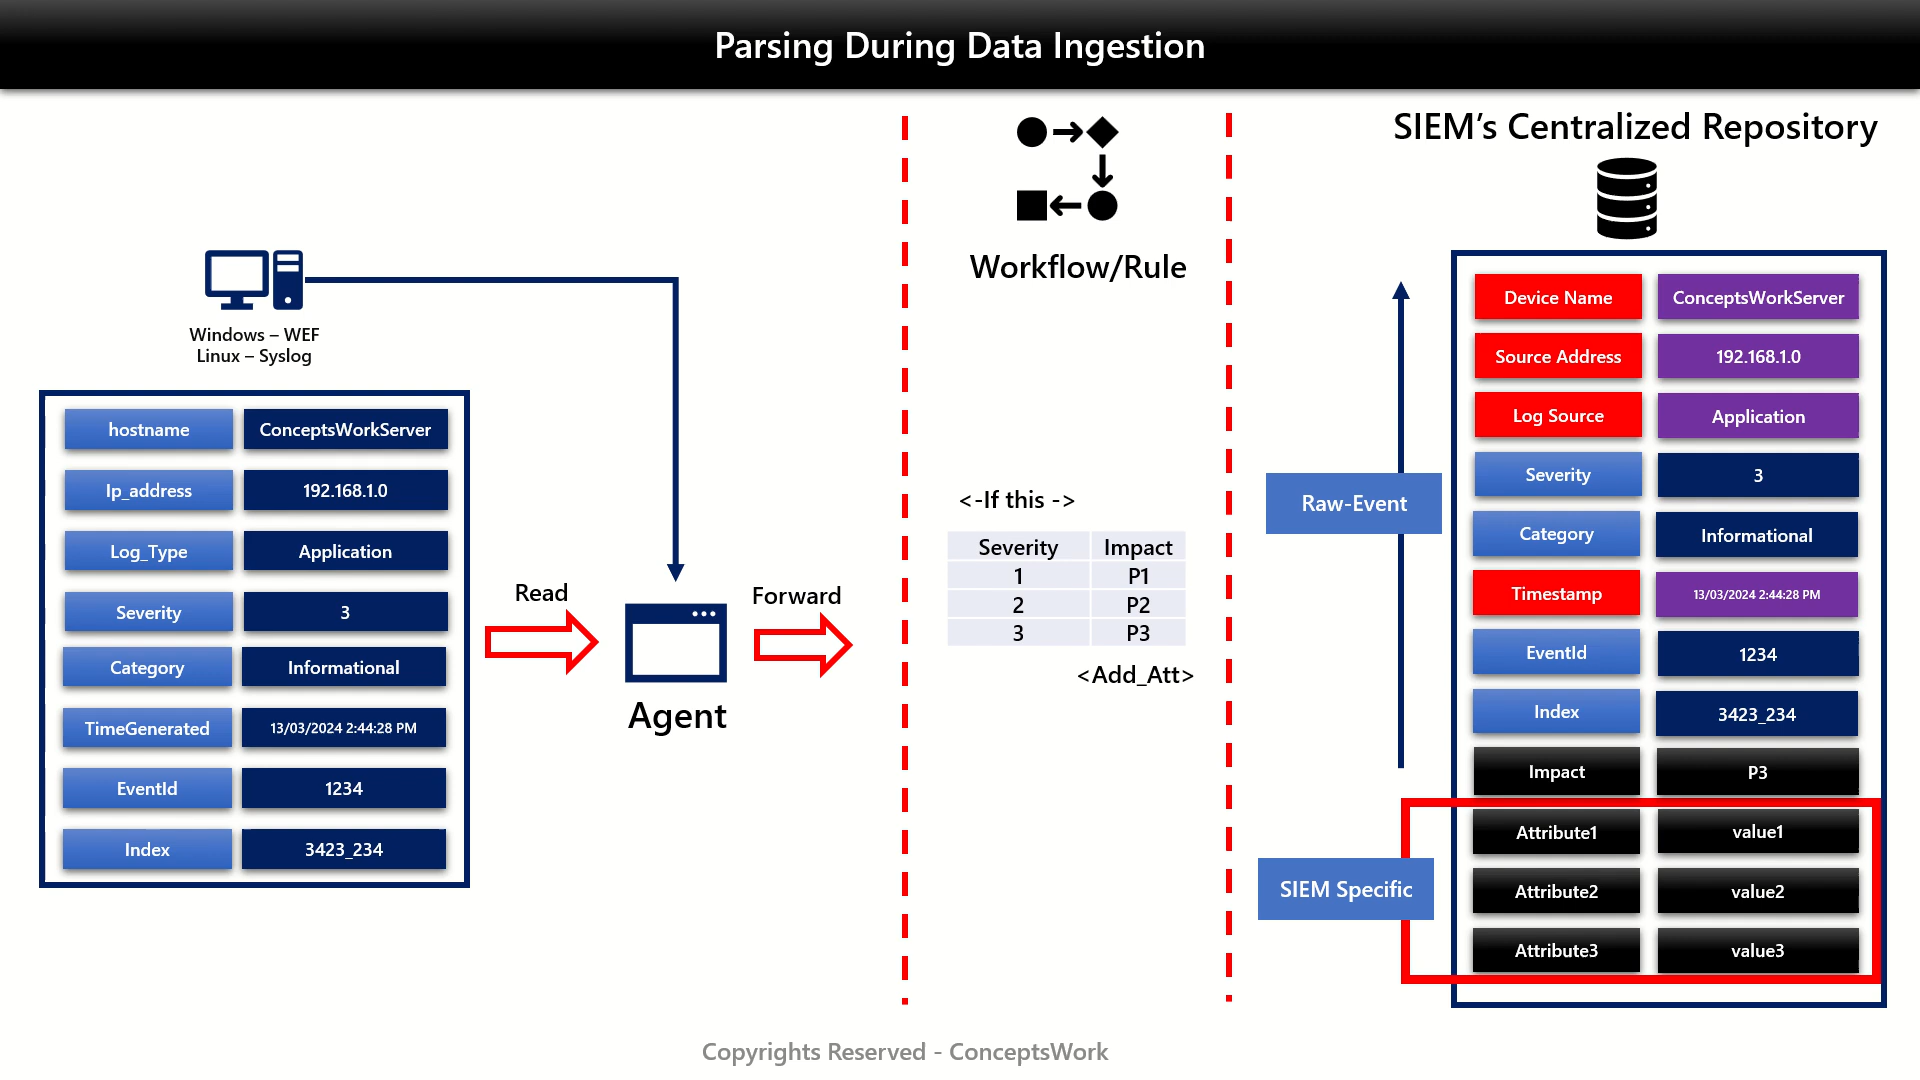 Parsing During Data Ingestion
Windows – WEF
Linux – Syslog
hostname ConceptsWorkServer
Ip_address 192.168.1.0
Log_Type Application
Severity 3
Category Informational
TimeGenerated 13/03/2024 2:44:28 PM
EventId 1234
Index 3423_234
Read
Agent
Forward
Workflow/Rule
<-If this ->
Severity Impact
1 P1
2 P2
3 P3
<Add_Att>
SIEM’s Centralized Repository
Raw-Event
SIEM Specific
Device Name ConceptsWorkServer
Source Address 192.168.1.0
Log Source Application
Severity 3
Category Informational
Timestamp 13/03/2024 2:44:28 PM
EventId 1234
Index 3423_234
Impact P3
Attribute1 value1
Attribute2 value2
Attribute3 value3
Copyrights Reserved - ConceptsWork